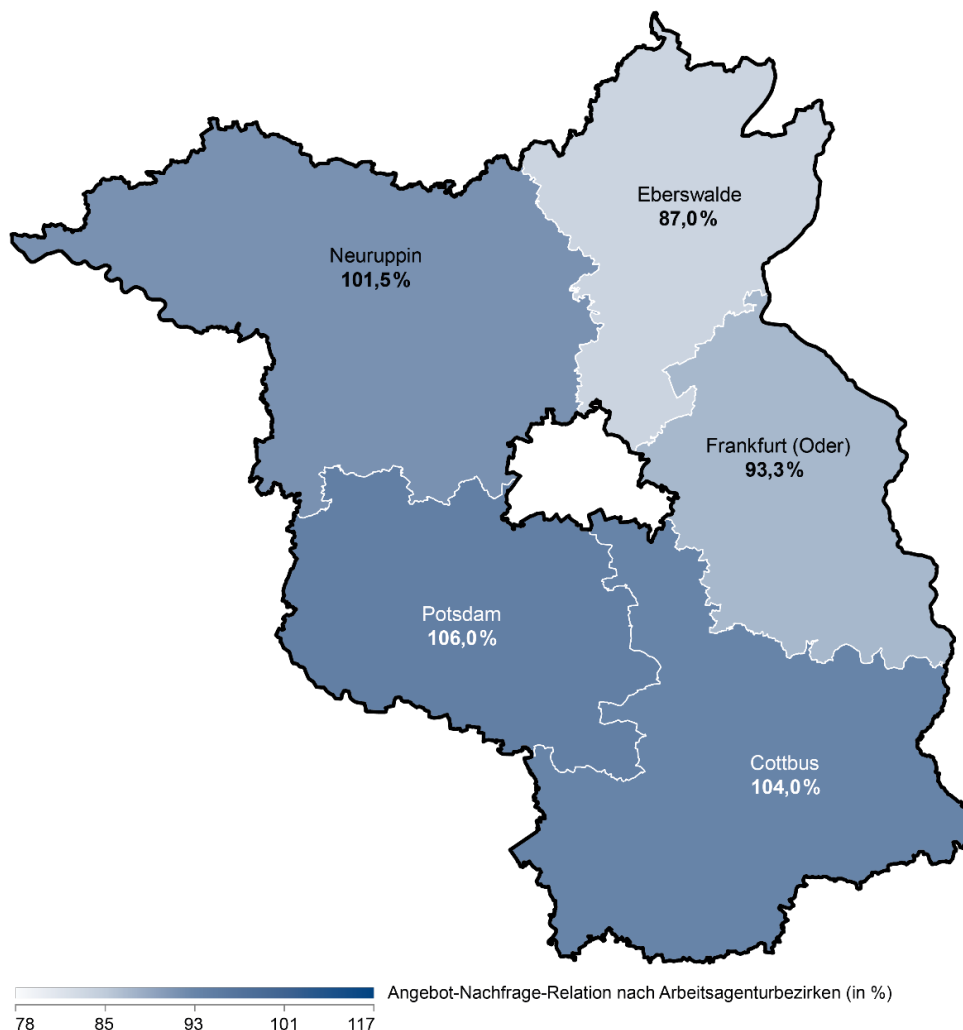 Eberswalde
87,0%
Neuruppin
101,5%
Frankfurt (Oder)
93,3%
Potsdam
106,0%
Cottbus
104,0%
Angebot-Nachfrage-Relation nach Arbeitsagenturbezirken (in %)
78 85 93 101 117